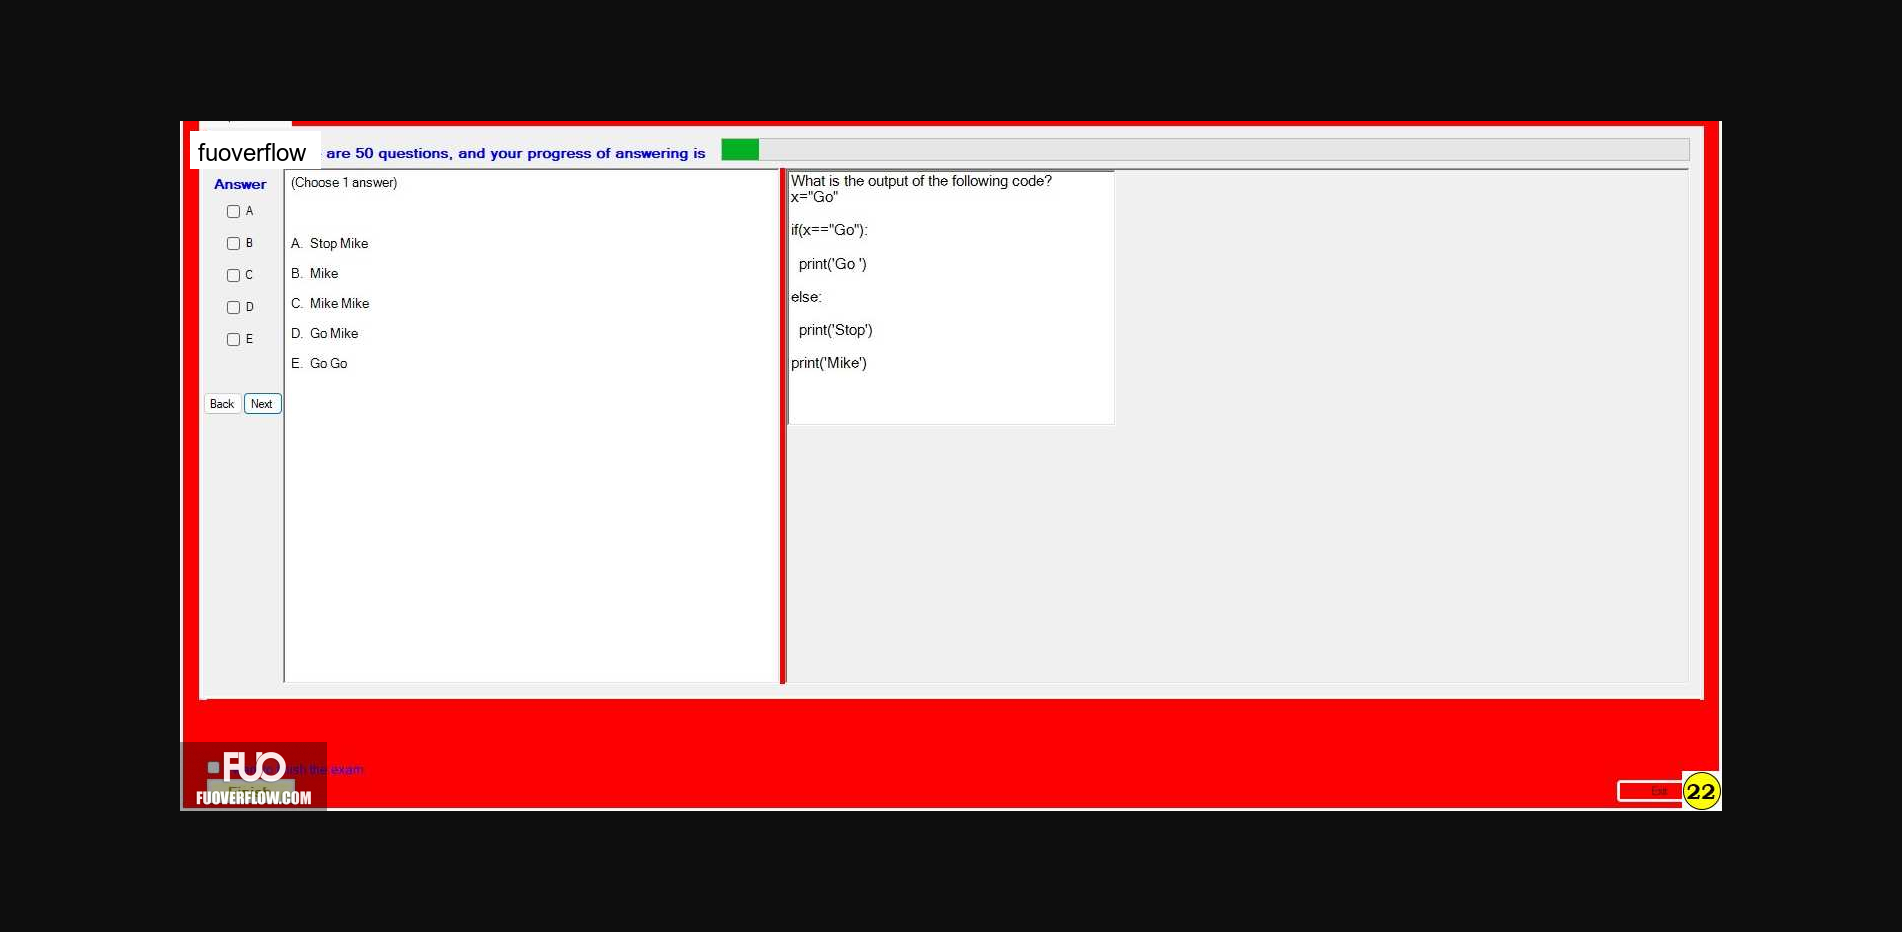 fuoverflow are 50 questions, and your progress of answering is
Answer
(Choose 1 answer)
A
B
C
D
E
Back Next
A. Stop Mike
B. Mike
C. Mike Mike
D. Go Mike
E. Go Go
What is the output of the following code?
x="Go"
if(x=="Go"):
print('Go ')
else:
print('Stop')
print('Mike')
FUO
the exam
Finish
FUOVERFLOW.COM
Exit
22